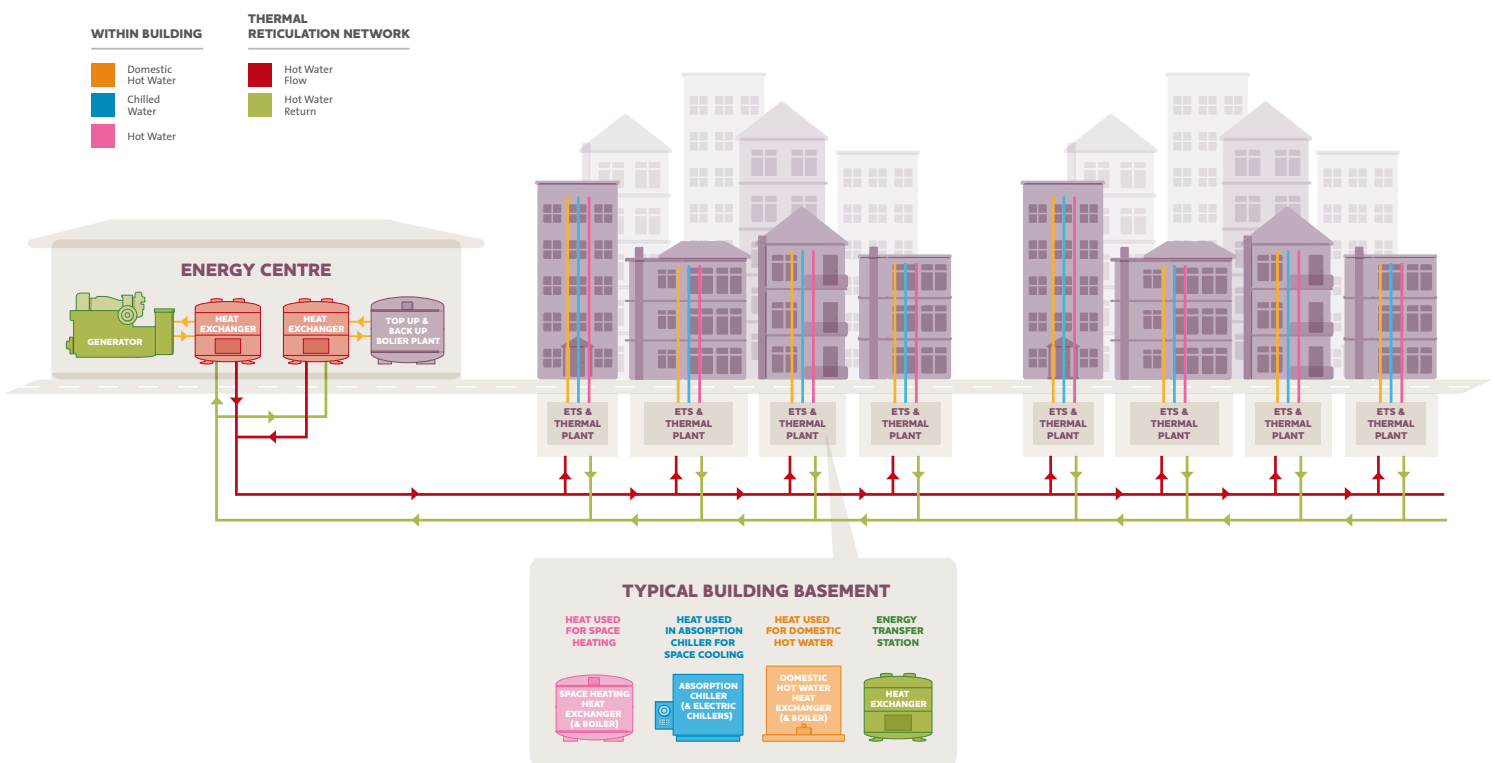 WITHIN BUILDING
Domestic
Hot Water
Chilled
Water
Hot Water
THERMAL
RETICULATION NETWORK
Hot Water
Flow
Hot Water
Return
ENERGY CENTRE
GENERATOR
HEAT
EXCHANGER
HEAT
EXCHANGER
TOP UP &
BACK UP
BOLIER PLANT
ETS &
THERMAL
PLANT
ETS &
THERMAL
PLANT
ETS &
THERMAL
PLANT
ETS &
THERMAL
PLANT
ETS &
THERMAL
PLANT
ETS &
THERMAL
PLANT
ETS &
THERMAL
PLANT
ETS &
THERMAL
PLANT
TYPICAL BUILDING BASEMENT
HEAT USED
FOR SPACE
HEATING
HEAT USED
IN ABSORPTION
CHILLER FOR
SPACE COOLING
HEAT USED
FOR DOMESTIC
HOT WATER
ENERGY
TRANSFER
STATION
SPACE HEATING
HEAT
EXCHANGER
(& BOILER)
ABSORPTION
CHILLER
(& ELECTRIC
CHILLERS)
DOMESTIC
HOT WATER
HEAT
EXCHANGER
(& BOILER)
HEAT
EXCHANGER